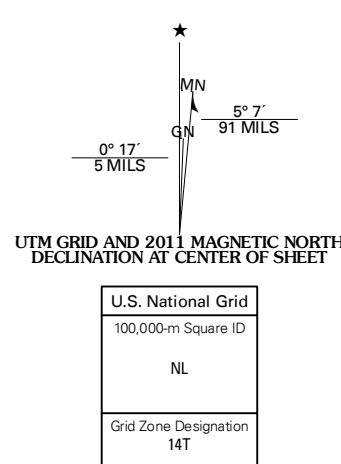 ★
MN
5° 7´
91 MILS
GN
0° 17´
5 MILS
UTM GRID AND 2011 MAGNETIC NORTH
DECLINATION AT CENTER OF SHEET
U.S. National Grid
100,000-m Square ID
NL
Grid Zone Designation
14T